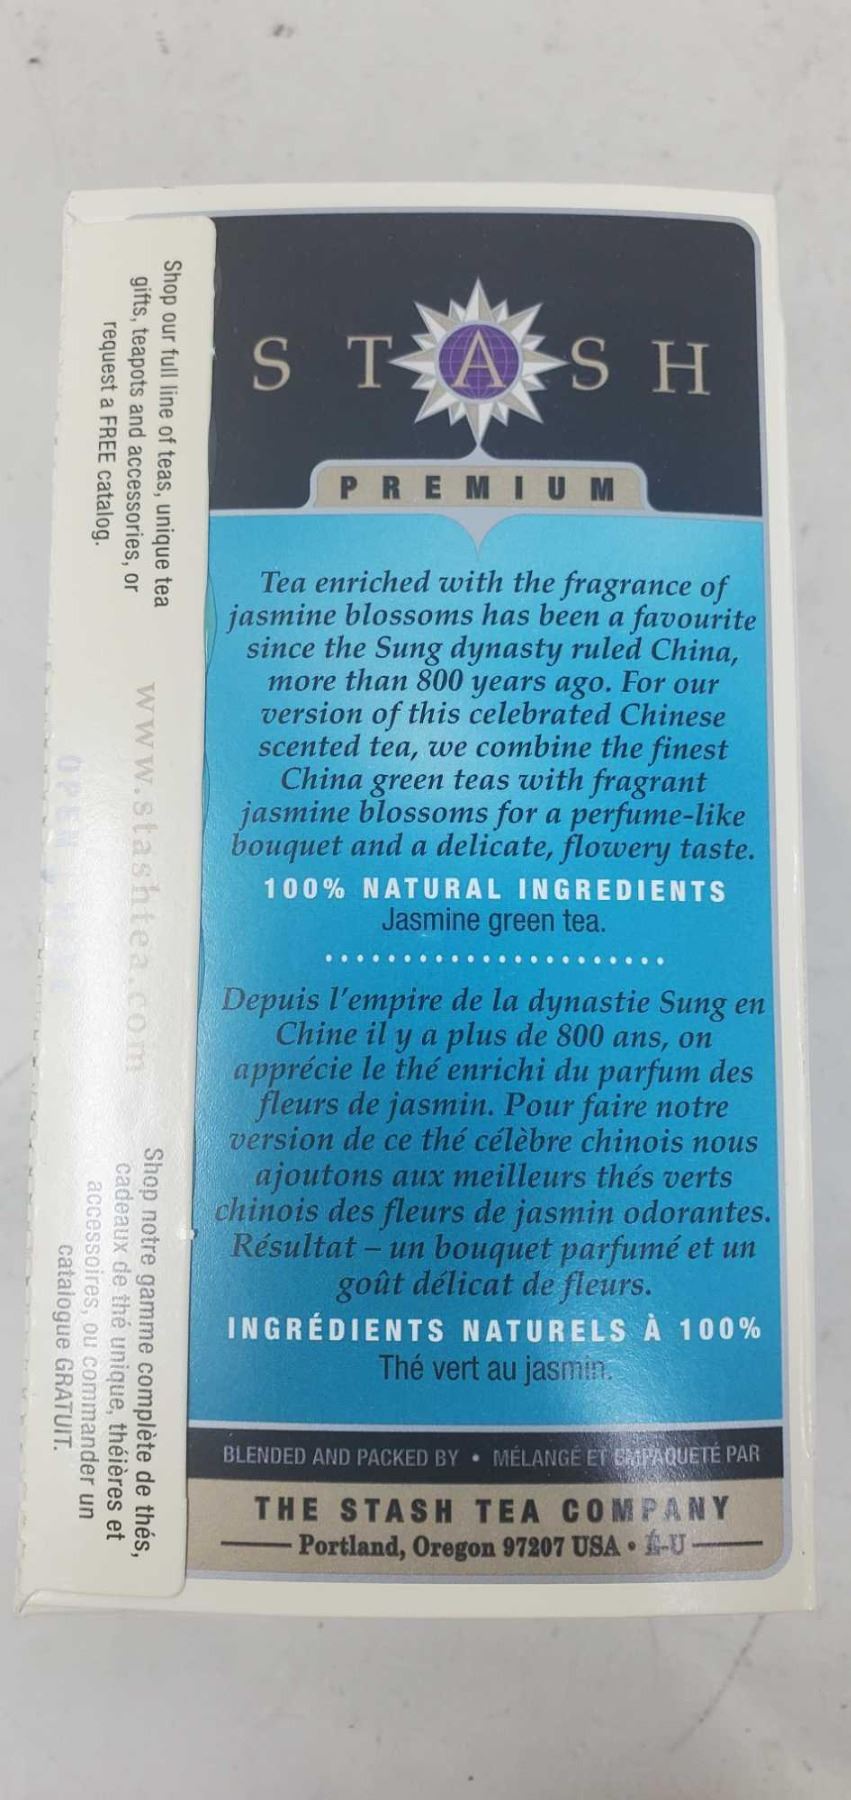 STASH
PREMIUM
Tea enriched with the fragrance of
jasmine blossoms has been a favourite
since the Sung dynasty ruled China,
more than 800 years ago. For our
version of this celebrated Chinese
scented tea, we combine the finest
China green teas with fragrant
jasmine blossoms for a perfume-like
bouquet and a delicate, flowery taste.
100% NATURAL INGREDIENTS
Jasmine green tea.
Depuis l'empire de la dynastie Sung en
Chine il y a plus de 800 ans, on
apprécie le thé enrichi du parfum des
fleurs de jasmin. Pour faire notre
version de ce thé célèbre chinois nous
ajoutons aux meilleurs thés verts
chinois des fleurs de jasmin odorantes.
Résultat – un bouquet parfumé et un
goût délicat de fleurs.
INGRÉDIENTS NATURELS À 100%
Thé vert au jasmin.
BLENDED AND PACKED BY • MÉLANGÉ ET EMPAQUETÉ PAR
THE STASH TEA COMPANY
Portland, Oregon 97207 USA • É-U
Shop our full line of teas, unique tea
gifts, teapots and accessories, or
request a FREE catalog.
www.stashtea.com
Shop notre gamme complète de thés,
cadeaux de thé unique, théières et
accessoires, ou commander un
catalogue GRATUIT.
OPEN